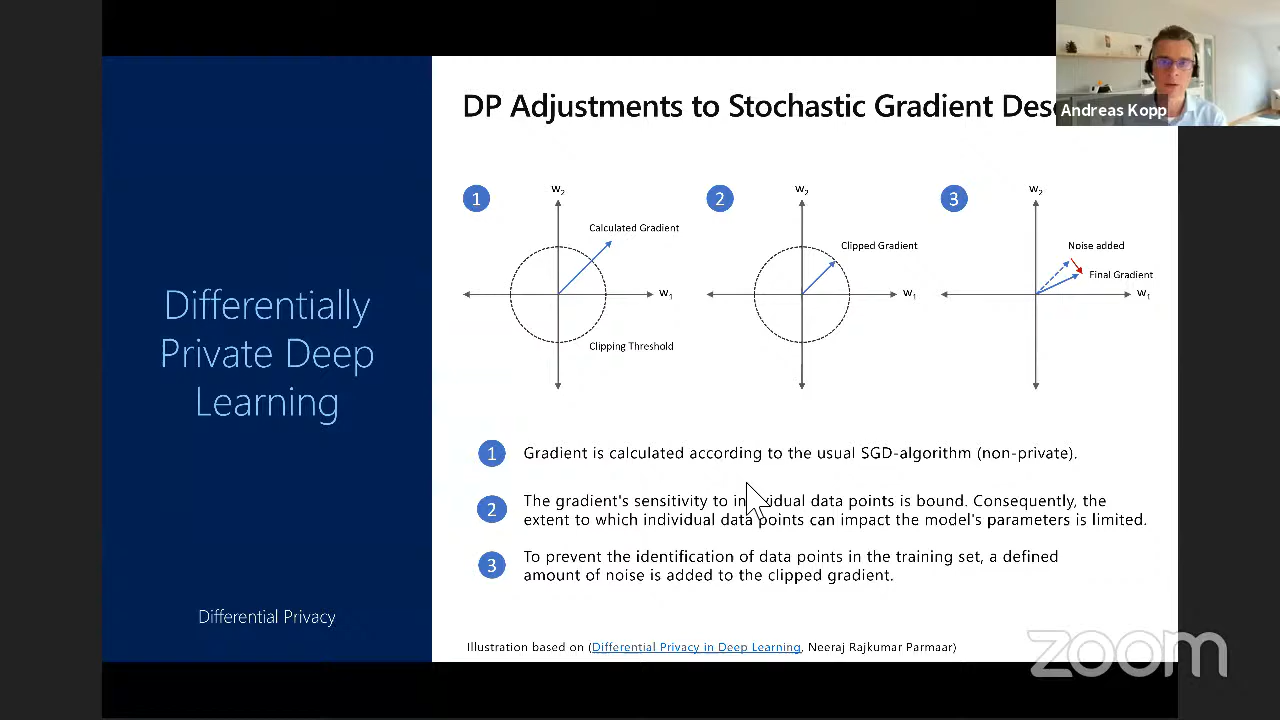 DP Adjustments to Stochastic Gradient
Andreas Kopp
1
w2
Calculated Gradient
w1
Clipping Threshold
2
w2
Clipped Gradient
w1
3
w2
Noise added
Final Gradient
w1
Differentially
Private Deep
Learning
1 Gradient is calculated according to the usual SGD-algorithm (non-private).
2 The gradient's sensitivity to individual data points is bound. Consequently, the
extent to which individual data points can impact the model's parameters is limited.
3 To prevent the identification of data points in the training set, a defined
amount of noise is added to the clipped gradient.
Differential Privacy
Illustration based on (Differential Privacy in Deep Learning, Neeraj Rajkumar Parmaar)
zoom